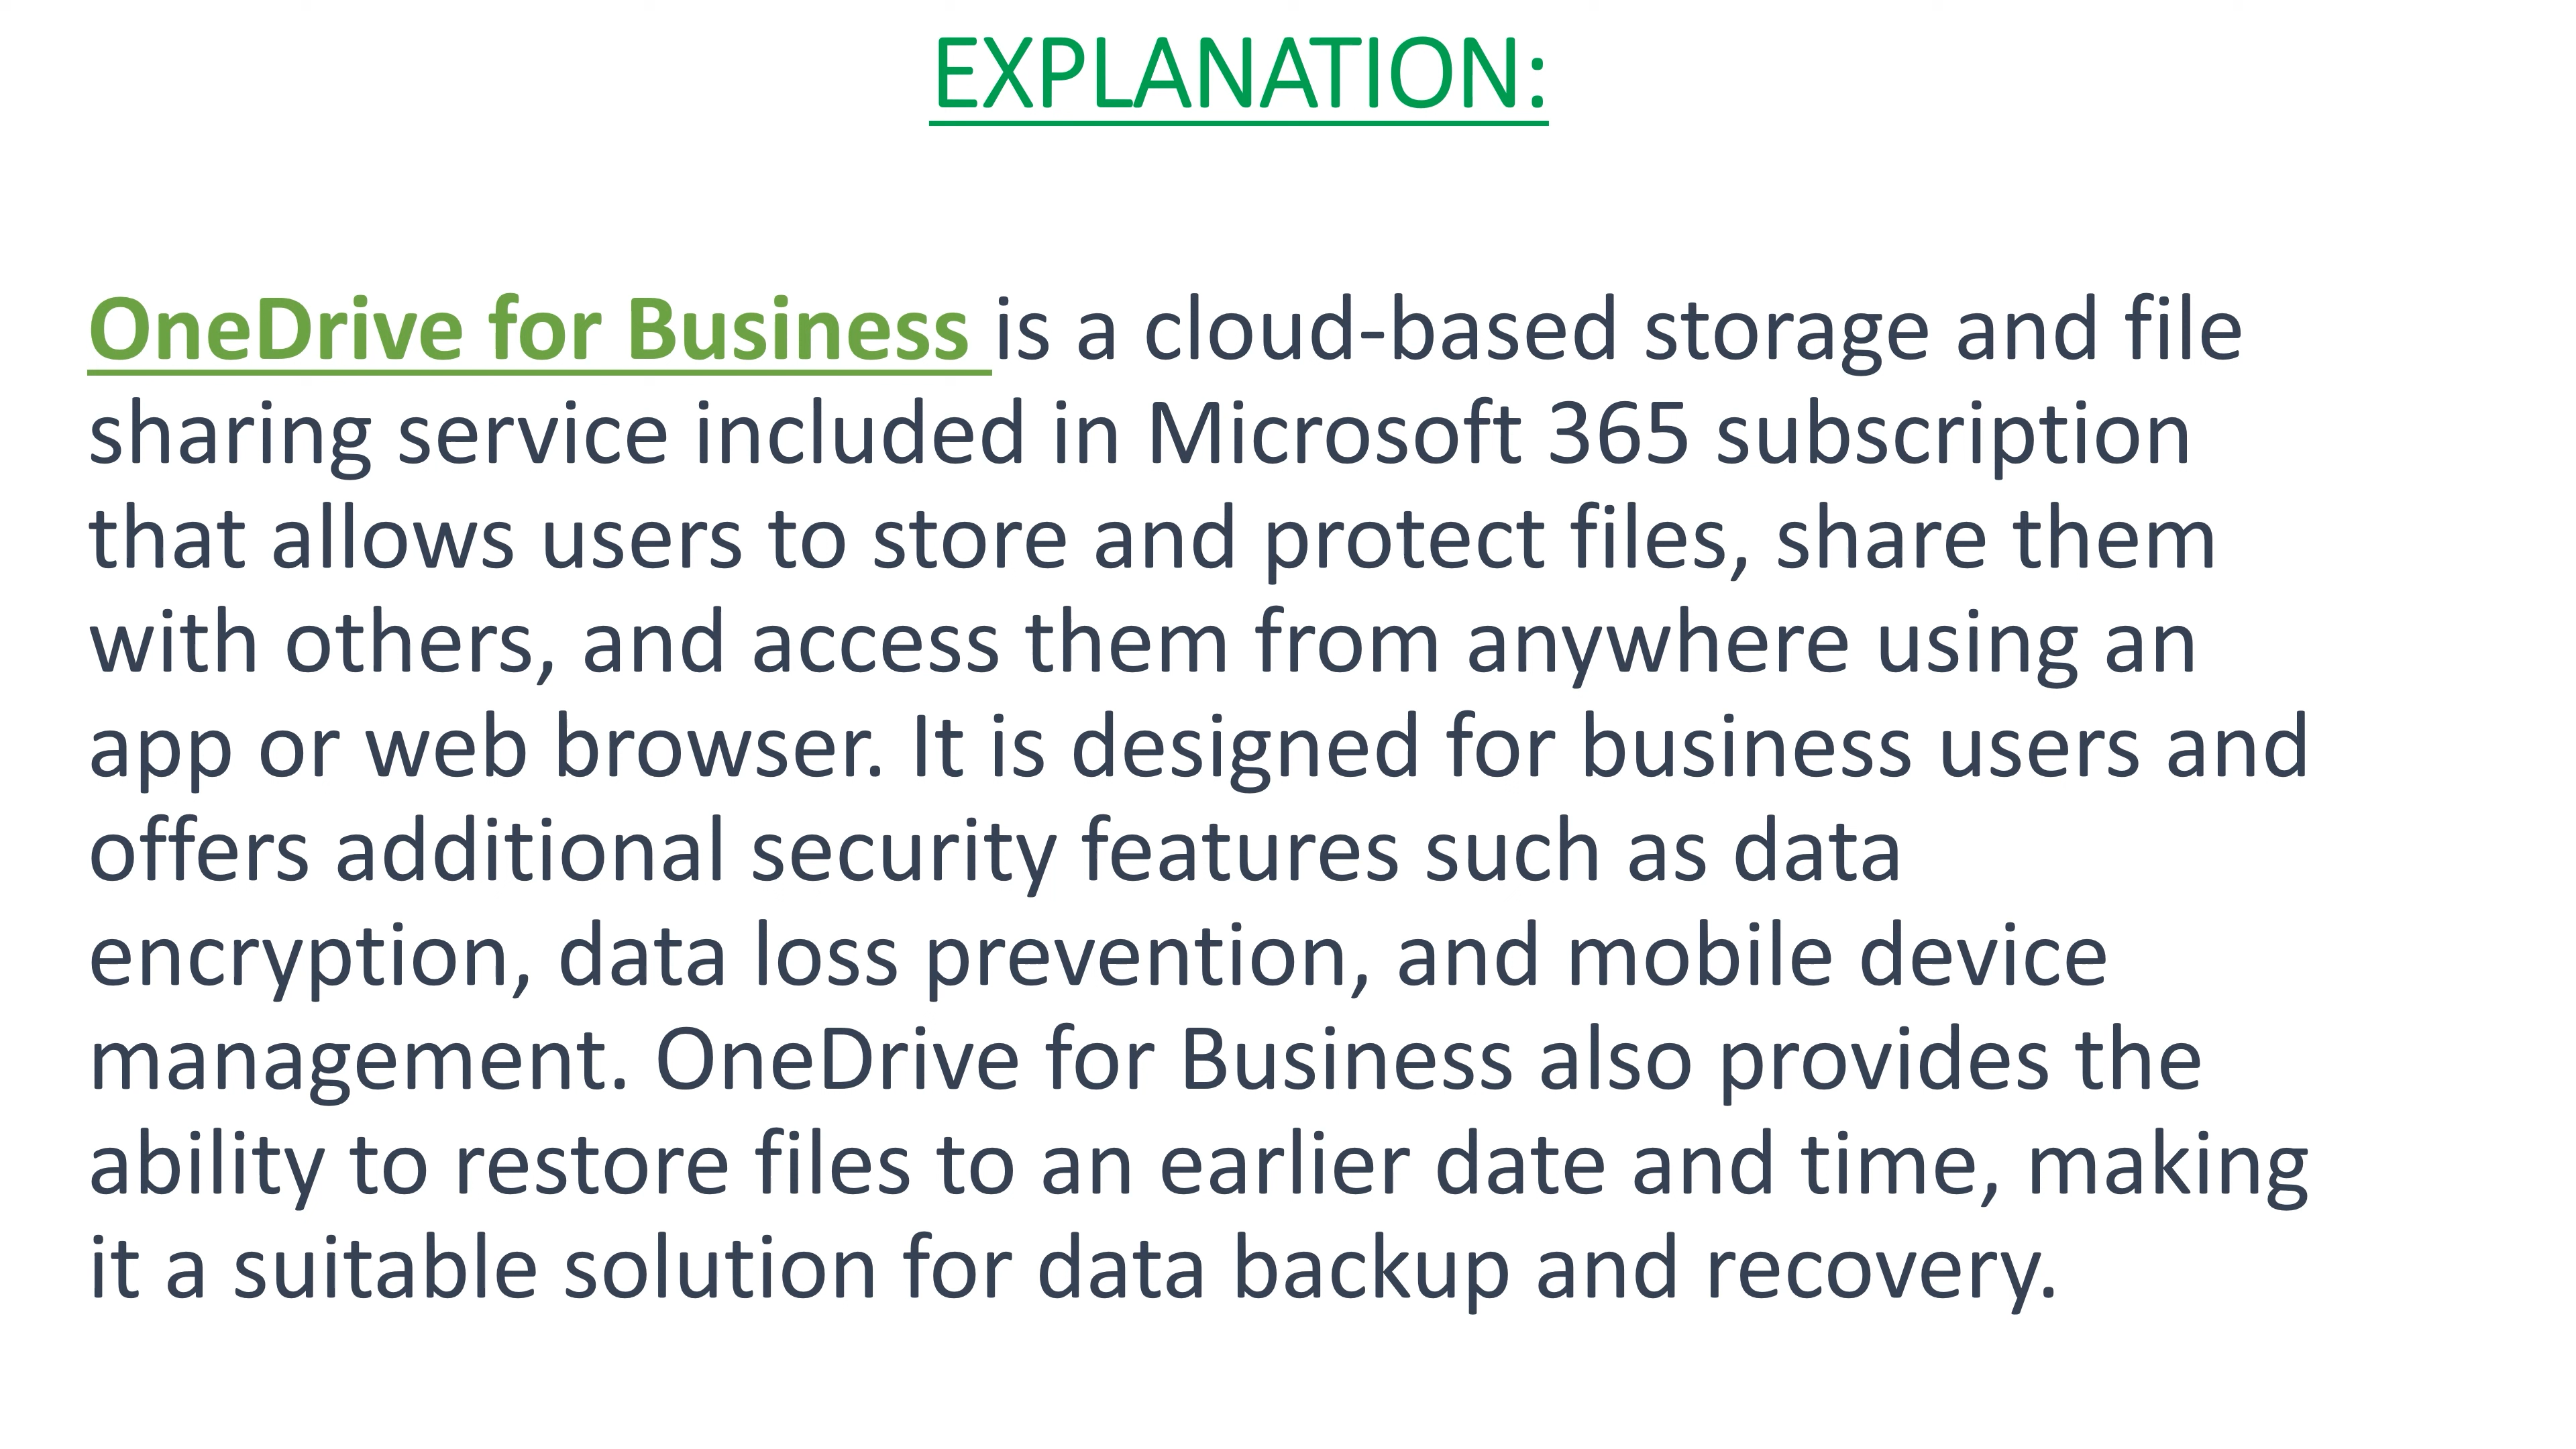 EXPLANATION:
OneDrive for Business is a cloud-based storage and file
sharing service included in Microsoft 365 subscription
that allows users to store and protect files, share them
with others, and access them from anywhere using an
app or web browser. It is designed for business users and
offers additional security features such as data
encryption, data loss prevention, and mobile device
management. OneDrive for Business also provides the
ability to restore files to an earlier date and time, making
it a suitable solution for data backup and recovery.